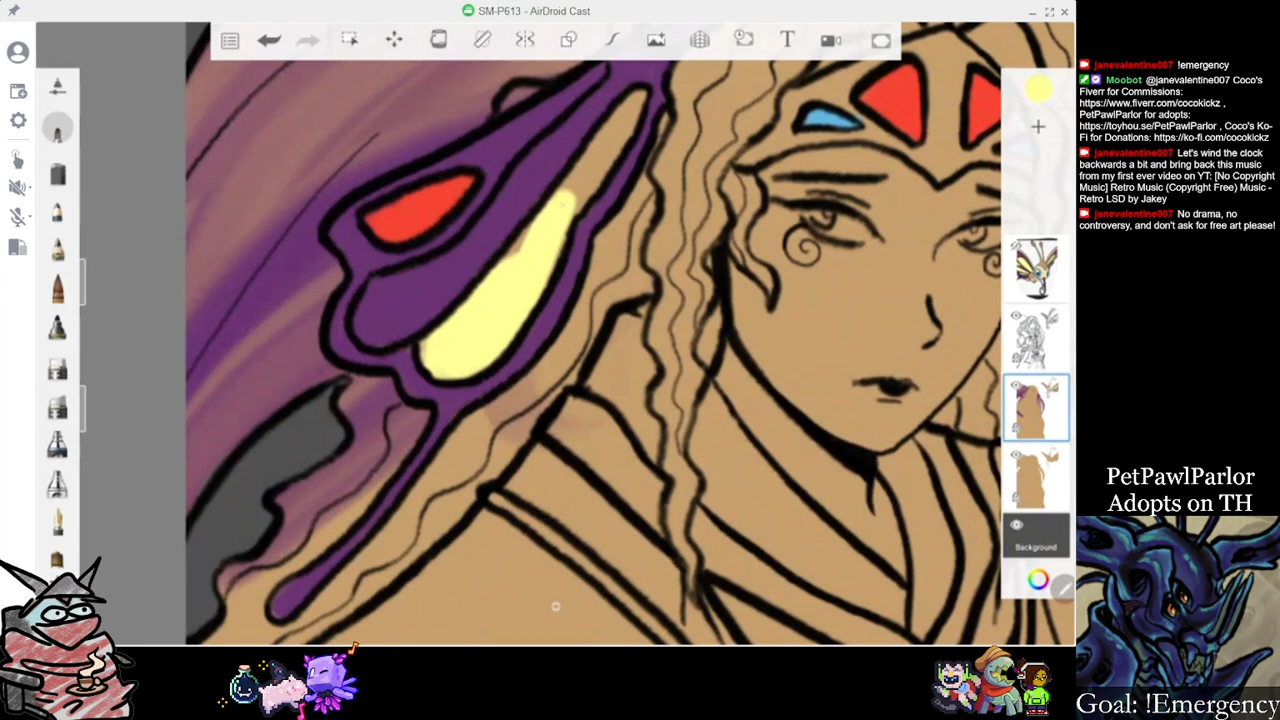 SM-P613 - AirDroid Cast
T
Background
janevalentine007 !emergency
Moobot @janevalentine007 Coco's
Fiverr for Commissions:
https://www.fiverr.com/cocokickz ,
PetPawlParlor for adopts:
https://toyhou.se/PetPawlParlor , Coco's Ko-
Fi for Donations: https://ko-fi.com/cocokickz
janevalentine007 Let's wind the clock
backwards a bit and bring back this music
from my first ever video on YT: [No Copyright
Music] Retro Music (Copyright Free) Music -
Retro LSD by Jakey
janevalentine007 No drama, no
controversy, and don't ask for free art please!
PetPawlParlor
Adopts on TH
Goal: !Emergency